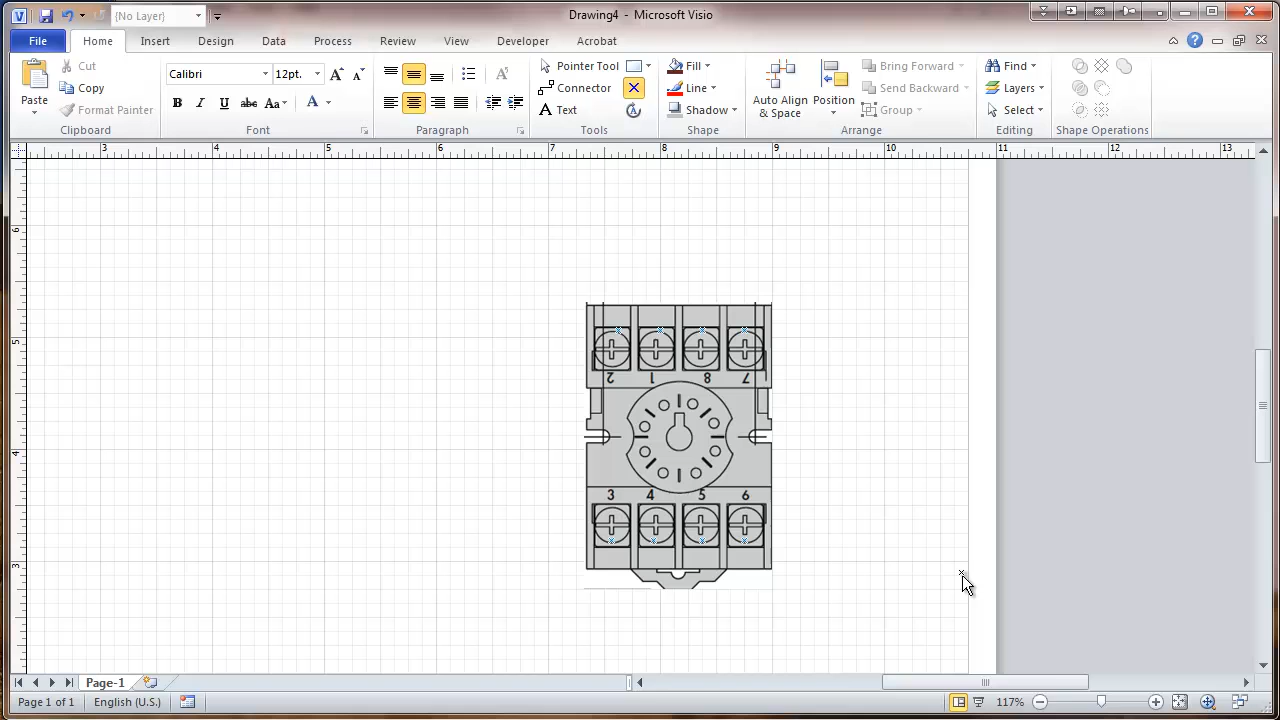 {No Layer}
Drawing4 - Microsoft Visio
File Home Insert Design Data Process Review View Developer Acrobat
Paste
Cut
Copy
Format Painter
Clipboard
Calibri 12pt.
B I U abc Aa A
Font
Paragraph
Pointer Tool
Connector
A Text
Tools
Fill
Line
Shadow
Shape
Auto Align & Space
Position
Bring Forward
Send Backward
Group
Arrange
Find
Layers
Select
Editing
Shape Operations
3 4 5 6 7 8 9 10 11 12 13
6
5
4
3
2 1 8 7
3 4 5 6
Page-1
Page 1 of 1 English (U.S.) 117%